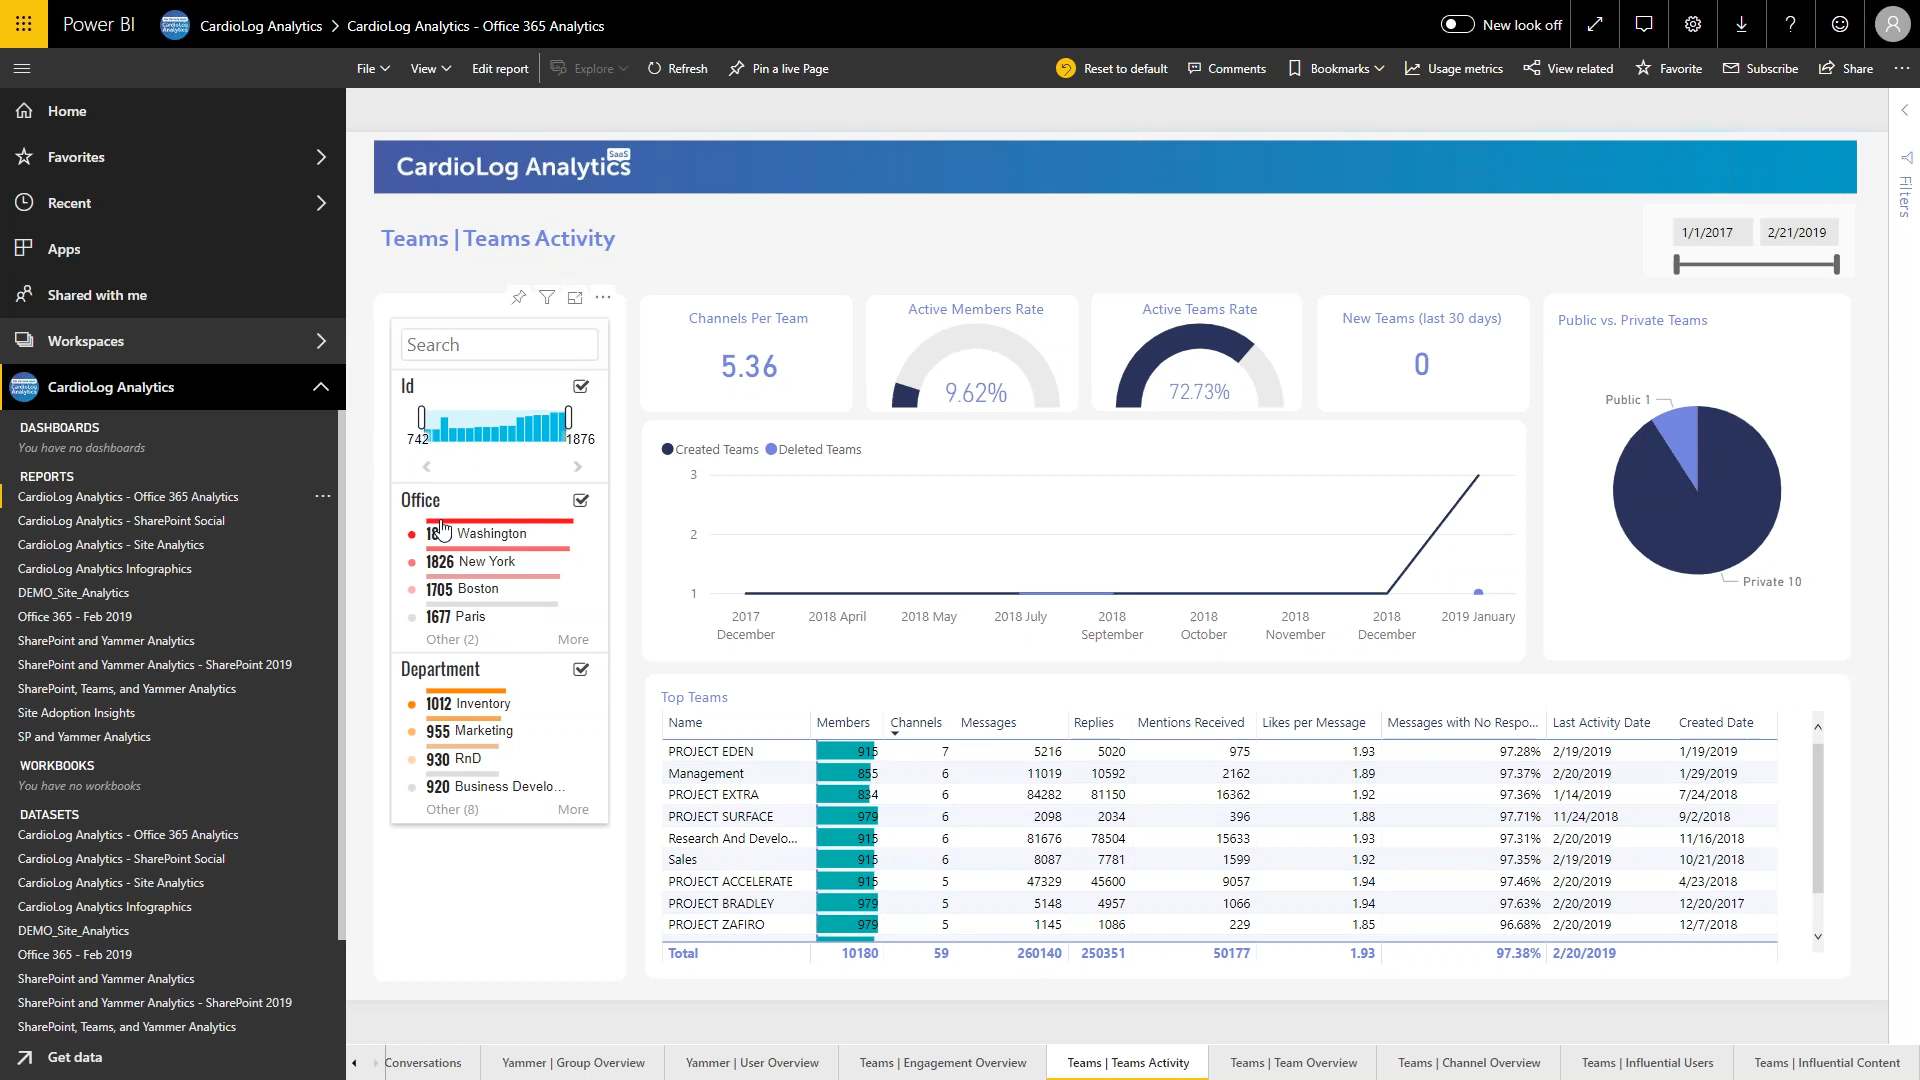 Power BI
CardioLog Analytics
CardioLog Analytics - Office 365 Analytics
New look off
File
View
Edit report
Explore
Refresh
Pin a live Page
Reset to default
Comments
Bookmarks
Usage metrics
View related
Favorite
Subscribe
Share
Home
Favorites
Recent
Apps
Shared with me
Workspaces
CardioLog Analytics
DASHBOARDS
You have no dashboards
REPORTS
CardioLog Analytics - Office 365 Analytics
CardioLog Analytics - SharePoint Social
CardioLog Analytics - Site Analytics
CardioLog Analytics Infographics
DEMO_Site_Analytics
Office 365 - Feb 2019
SharePoint and Yammer Analytics
SharePoint and Yammer Analytics - SharePoint 2019
SharePoint, Teams, and Yammer Analytics
Site Adoption Insights
SP and Yammer Analytics
WORKBOOKS
You have no workbooks
DATASETS
CardioLog Analytics - Office 365 Analytics
CardioLog Analytics - SharePoint Social
CardioLog Analytics - Site Analytics
CardioLog Analytics Infographics
DEMO_Site_Analytics
Office 365 - Feb 2019
SharePoint and Yammer Analytics
SharePoint and Yammer Analytics - SharePoint 2019
SharePoint, Teams, and Yammer Analytics
Get data
CardioLog Analytics SaaS
Teams | Teams Activity
1/1/2017 2/21/2019
Filters
Search
Id
742 1876
Office
Washington
1826 New York
1705 Boston
1677 Paris
Other (2) More
Department
1012 Inventory
955 Marketing
930 RnD
920 Business Develo...
Other (8) More
Channels Per Team
5.36
Active Members Rate
9.62%
Active Teams Rate
72.73%
New Teams (last 30 days)
0
Public vs. Private Teams
Public 1
Private 10
Created Teams Deleted Teams
3
2
1
2017 December
2018 April
2018 May
2018 July
2018 September
2018 October
2018 November
2018 December
2019 January
Top Teams
Name Members Channels Messages Replies Mentions Received Likes per Message Messages with No Respo... Last Activity Date Created Date
PROJECT EDEN 915 7 5216 5020 975 1.93 97.28% 2/19/2019 1/19/2019
Management 855 6 11019 10592 2162 1.89 97.37% 2/20/2019 1/29/2019
PROJECT EXTRA 834 6 84282 81150 16362 1.92 97.36% 1/14/2019 7/24/2018
PROJECT SURFACE 979 6 2098 2034 396 1.88 97.71% 11/24/2018 9/2/2018
Research And Develo... 915 6 81676 78504 15633 1.93 97.31% 2/20/2019 11/16/2018
Sales 915 6 8087 7781 1599 1.92 97.35% 2/19/2019 10/21/2018
PROJECT ACCELERATE 915 5 47329 45600 9057 1.94 97.46% 2/20/2019 4/23/2018
PROJECT BRADLEY 979 5 5148 4957 1066 1.94 97.63% 2/20/2019 12/20/2017
PROJECT ZAFIRO 979 5 1145 1086 229 1.85 96.68% 2/20/2019 12/7/2018
Total 10180 59 260140 250351 50177 1.93 97.38% 2/20/2019
Conversations
Yammer | Group Overview
Yammer | User Overview
Teams | Engagement Overview
Teams | Teams Activity
Teams | Team Overview
Teams | Channel Overview
Teams | Influential Users
Teams | Influential Content